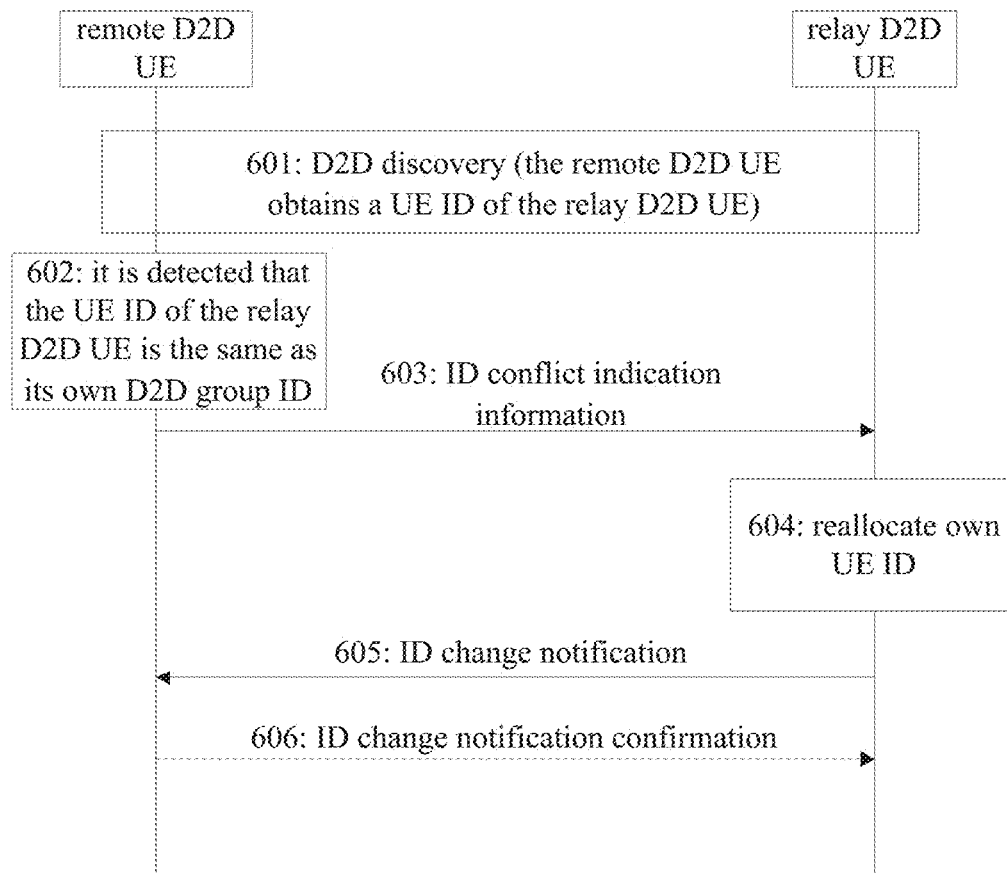 remote D2D
UE
relay D2D
UE
601: D2D discovery (the remote D2D UE
obtains a UE ID of the relay D2D UE)
602: it is detected that
the UE ID of the relay
D2D UE is the same as
its own D2D group ID
603: ID conflict indication
information
604: reallocate own
UE ID
605: ID change notification
606: ID change notification confirmation